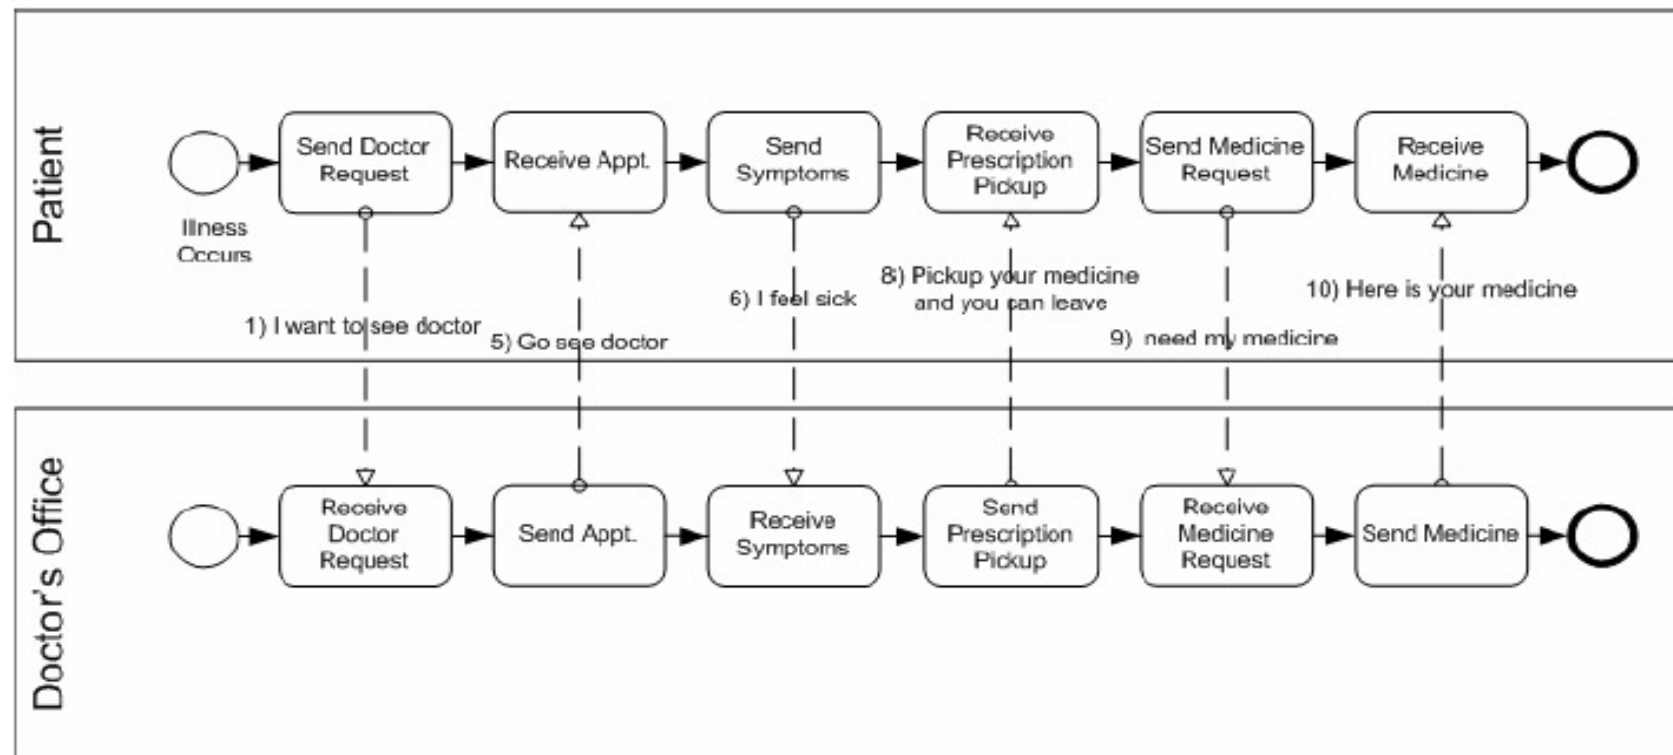 Patient
Send Doctor
Request
Receive Appt.
Send
Symptoms
Receive
Prescription
Pickup
Send Medicine
Request
Receive
Medicine
Illness
Occurs
1) I want to see doctor
5) Go see doctor
6) I feel sick
8) Pickup your medicine
and you can leave
9) need my medicine
10) Here is your medicine
Doctor's Office
Receive
Doctor
Request
Send Appt.
Receive
Symptoms
Send
Prescription
Pickup
Receive
Medicine
Request
Send Medicine